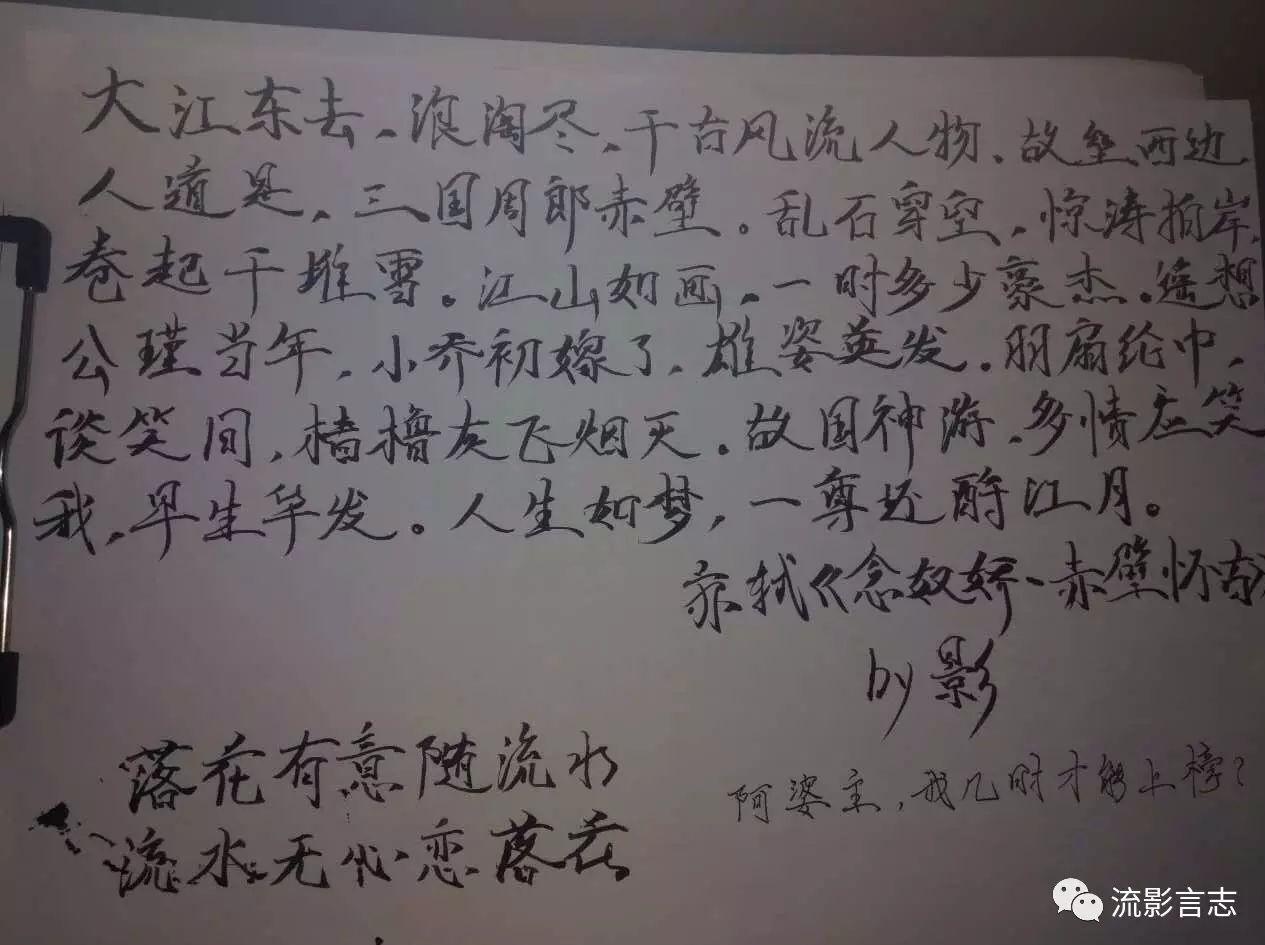 大江东去、浪淘尽、千古风流人物、故垒西边
人道是、三国周郎赤壁。乱石穿空，惊涛拍岸，
卷起千堆雪。江山如画，一时多少豪杰。遥想
公瑾当年，小乔初嫁了，雄姿英发。羽扇纶巾，
谈笑间，樯橹灰飞烟灭。故国神游，多情应笑
我，早生华发。人生如梦，一尊还酹江月。
苏轼《念奴娇-赤壁怀古》
by 影
落花有意随流水
流水无心恋落花
阿婆主，我几时才能上榜？
流影言志